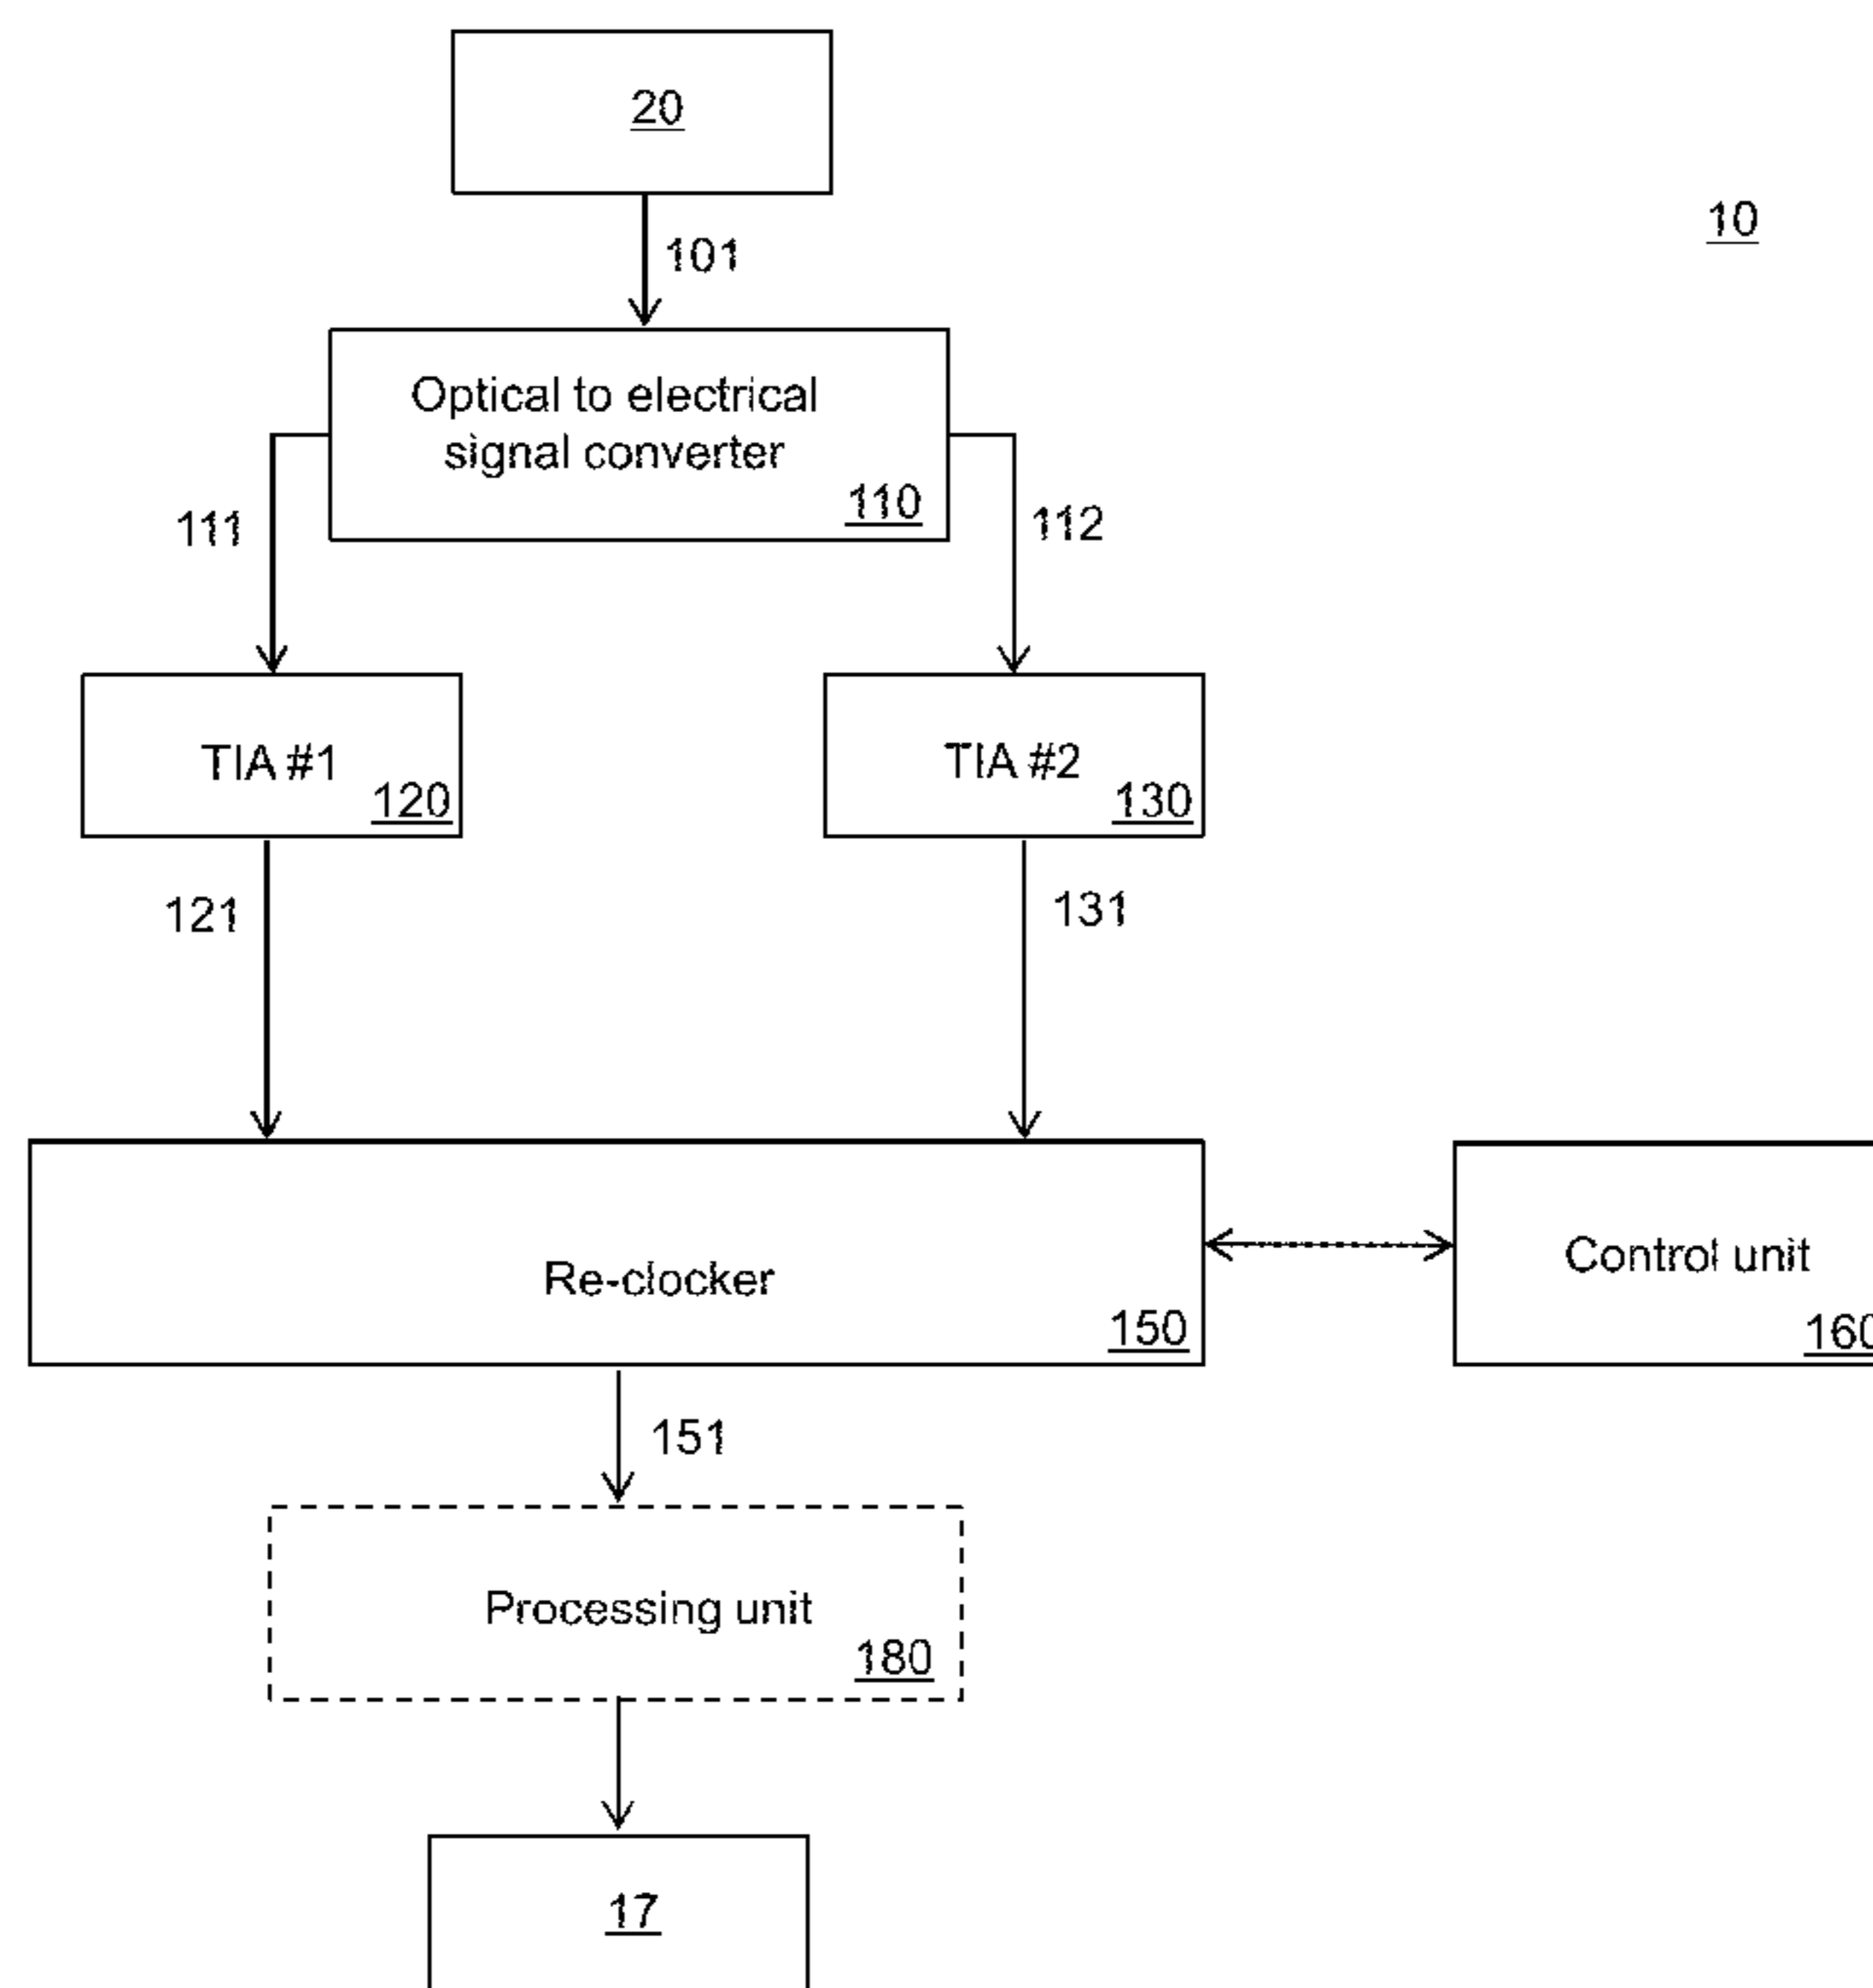 20
10
101
Optical to electrical
signal converter
110
111
112
TIA #1
120
TIA #2
130
121
131
Re-clocker
150
Control unit
160
151
Processing unit
180
17